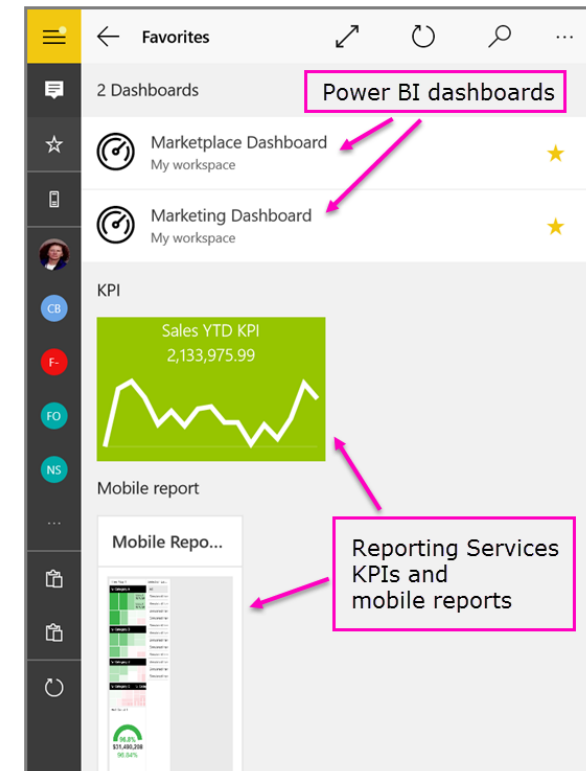 Favorites
2 Dashboards
Power BI dashboards
Marketplace Dashboard
My workspace
Marketing Dashboard
My workspace
KPI
CB
Sales YTD KPI
2,133,975.99
F-
FO
NS
Mobile report
...
Mobile Repo...
Reporting Services
KPIs and
mobile reports
96.8%
$31,480,208
96.84%